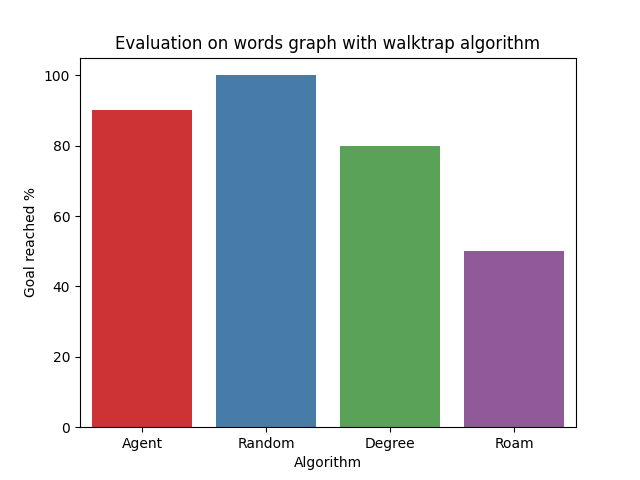 Evaluation on words graph with walktrap algorithm
Goal reached %
100
80
60
40
20
0
Agent Random Degree Roam
Algorithm